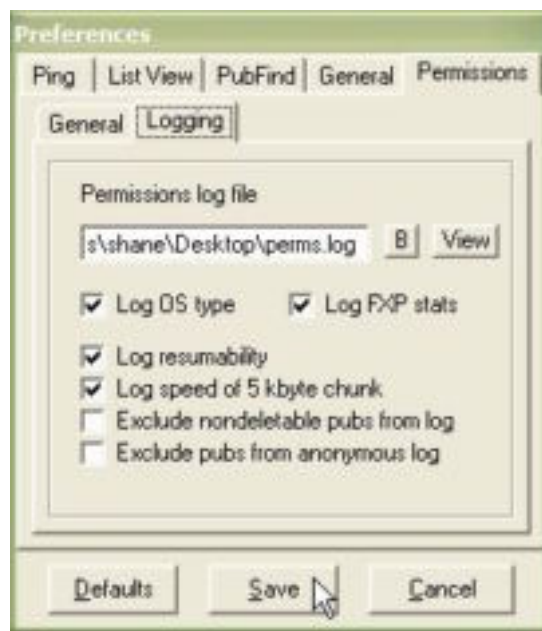 Preferences
Ping List View PubFind General Permissions
General Logging
Permissions log file
s\shane\Desktop\perms.log B View
Log OS type Log FXP stats
Log resumability
Log speed of 5 kbyte chunk
Exclude nondeletable pubs from log
Exclude pubs from anonymous log
Defaults Save Cancel